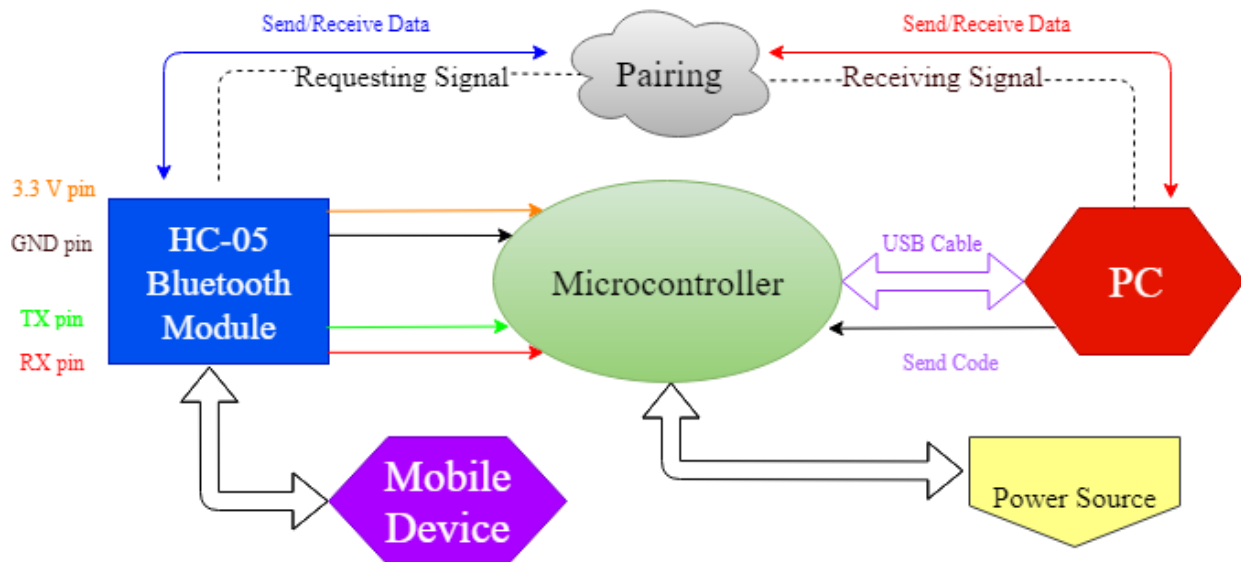 Send/Receive Data
Send/Receive Data
Requesting Signal
Pairing
Receiving Signal
3.3 V pin
GND pin
TX pin
RX pin
HC-05
Bluetooth
Module
Microcontroller
USB Cable
PC
Send Code
Mobile
Device
Power Source